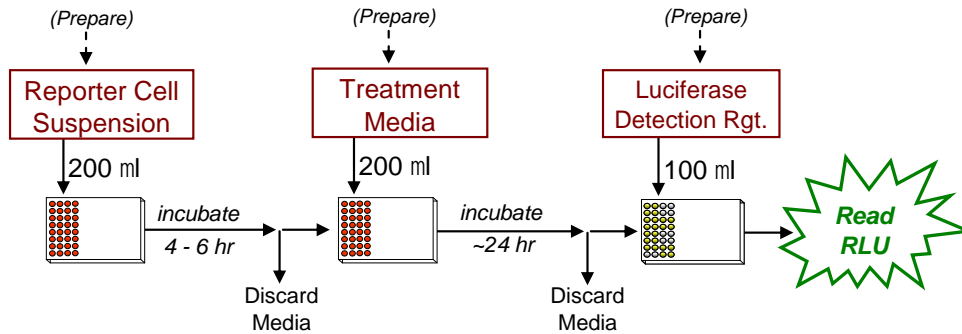 (Prepare)
(Prepare)
(Prepare)
Reporter Cell
Suspension
Treatment
Media
Luciferase
Detection Rgt.
200 ㎖
200 ㎖
100 ㎖
incubate
4 - 6 hr
incubate
~24 hr
Read
RLU
Discard
Media
Discard
Media